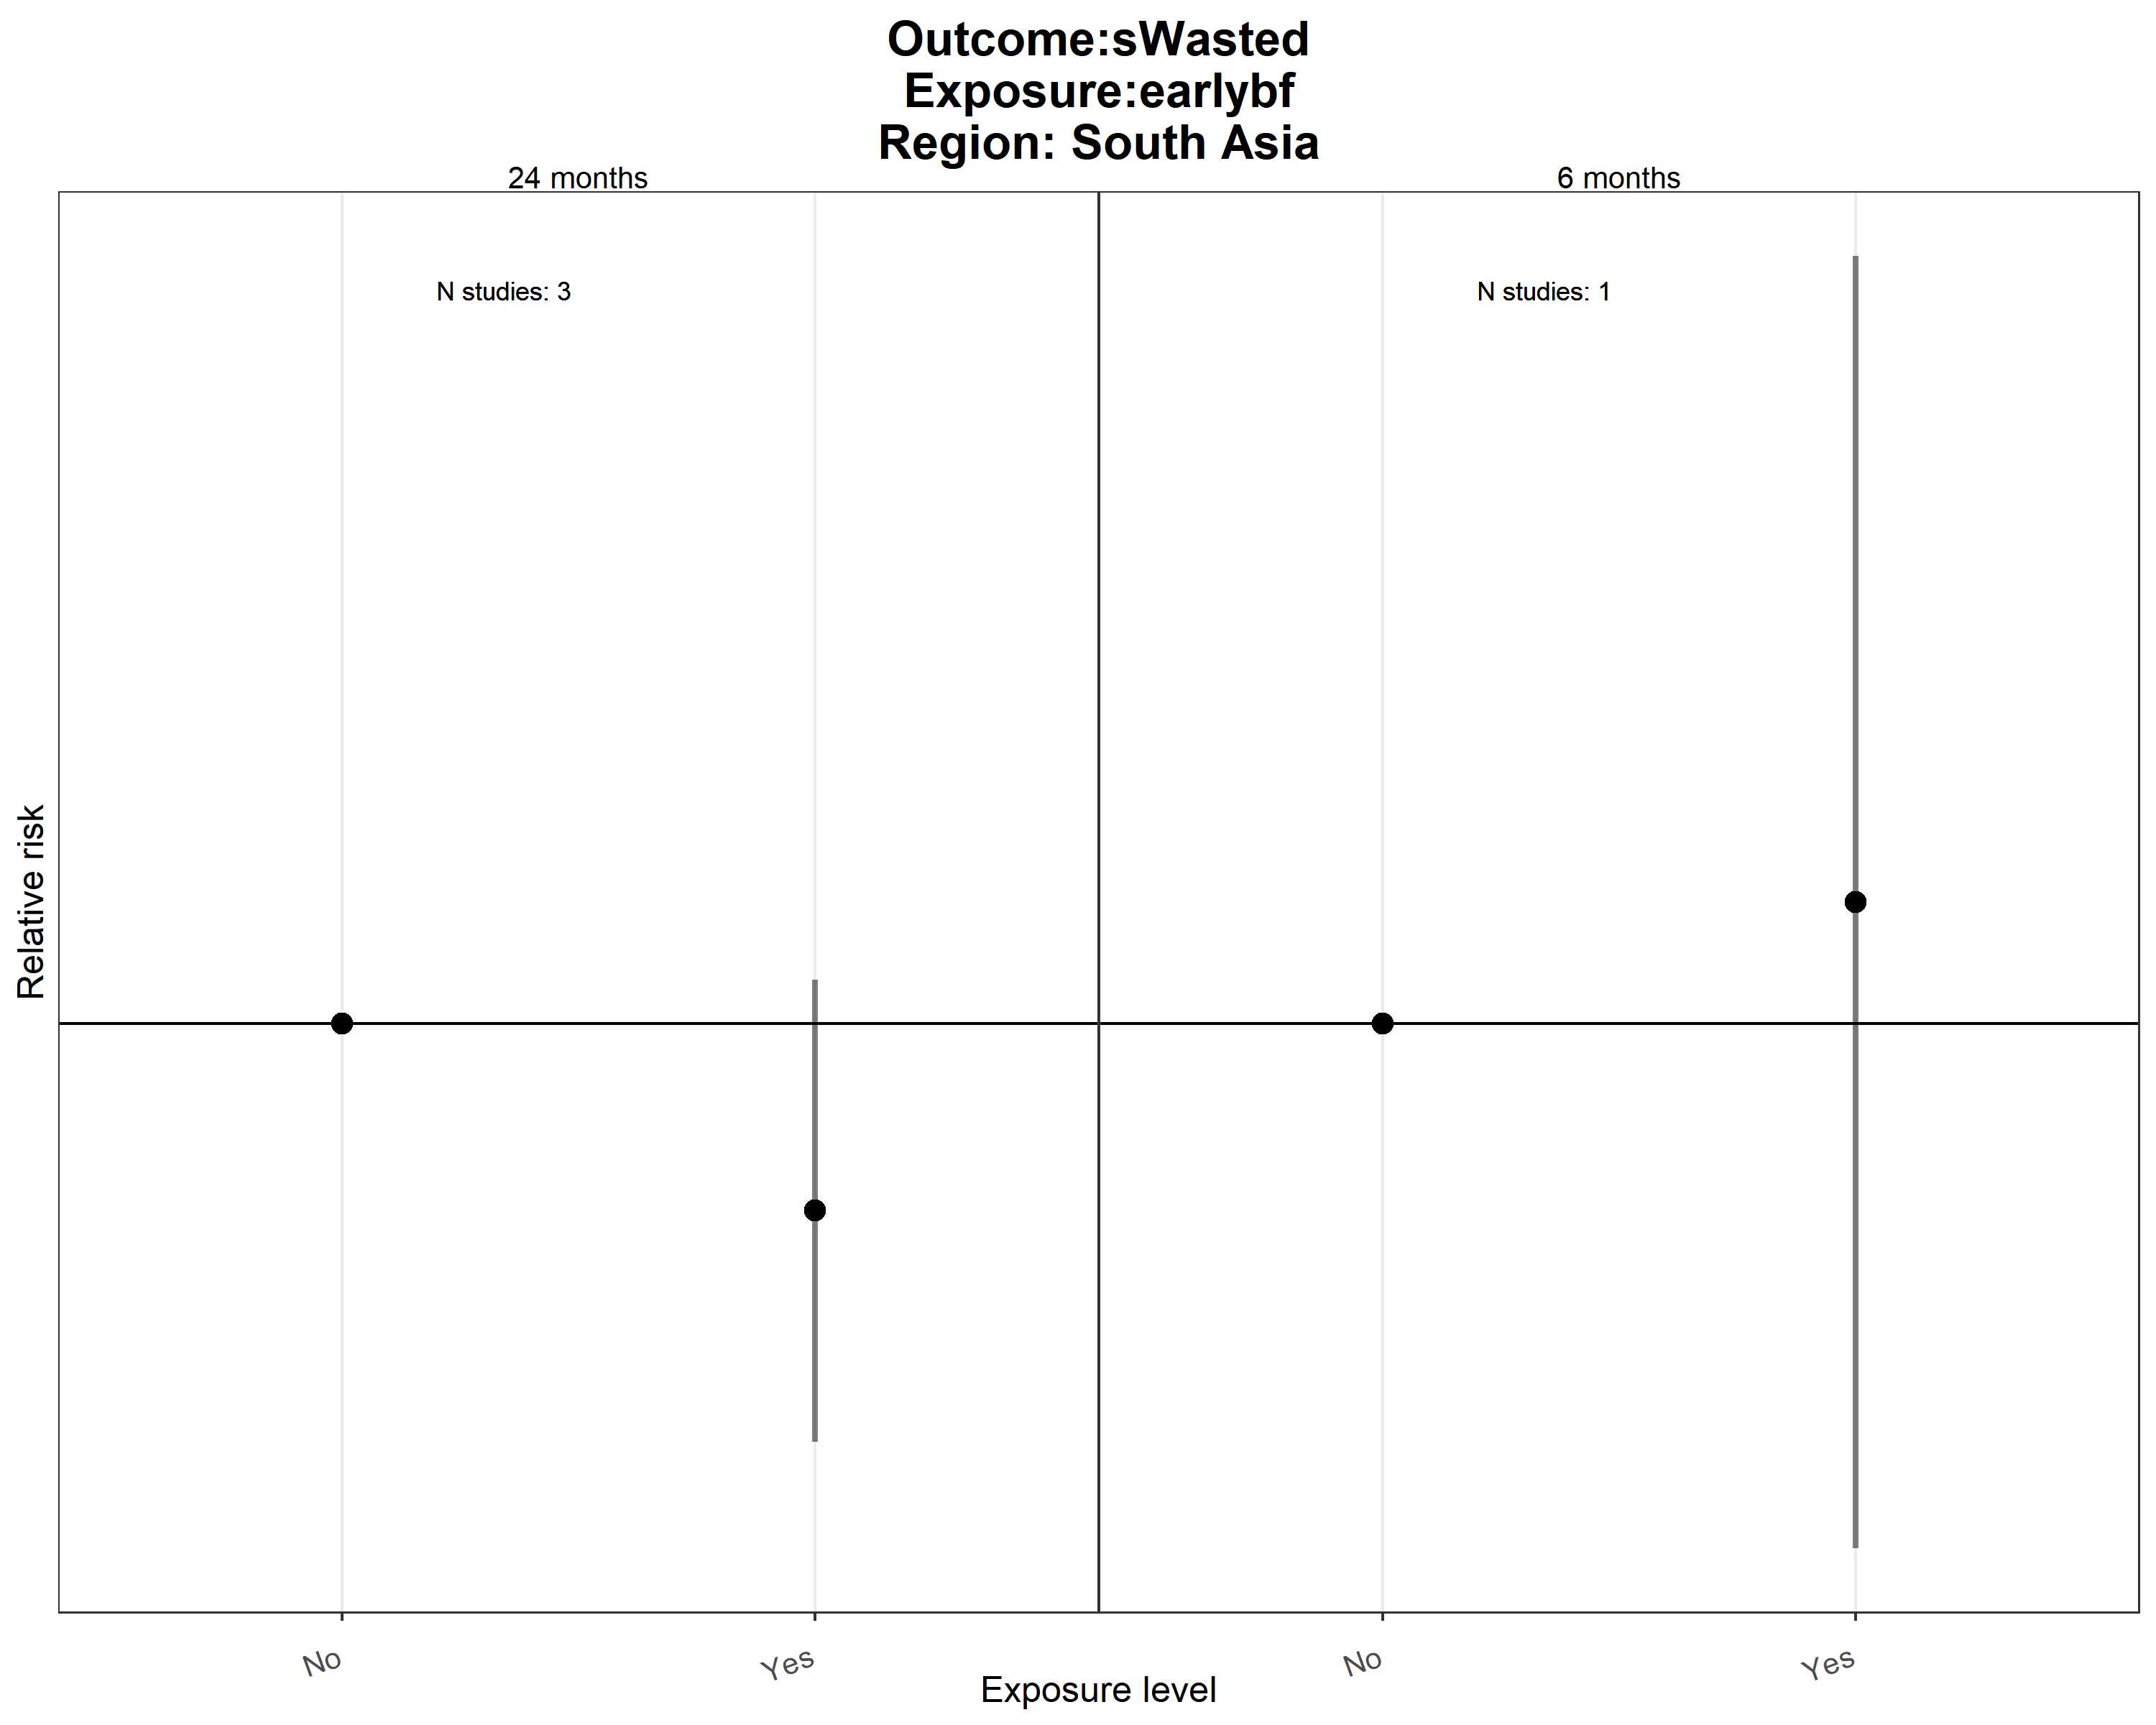 Outcome:sWasted
Exposure:earlybf
Region: South Asia
24 months
6 months
N studies: 3
N studies: 1
Relative risk
No
Yes
No
Yes
Exposure level